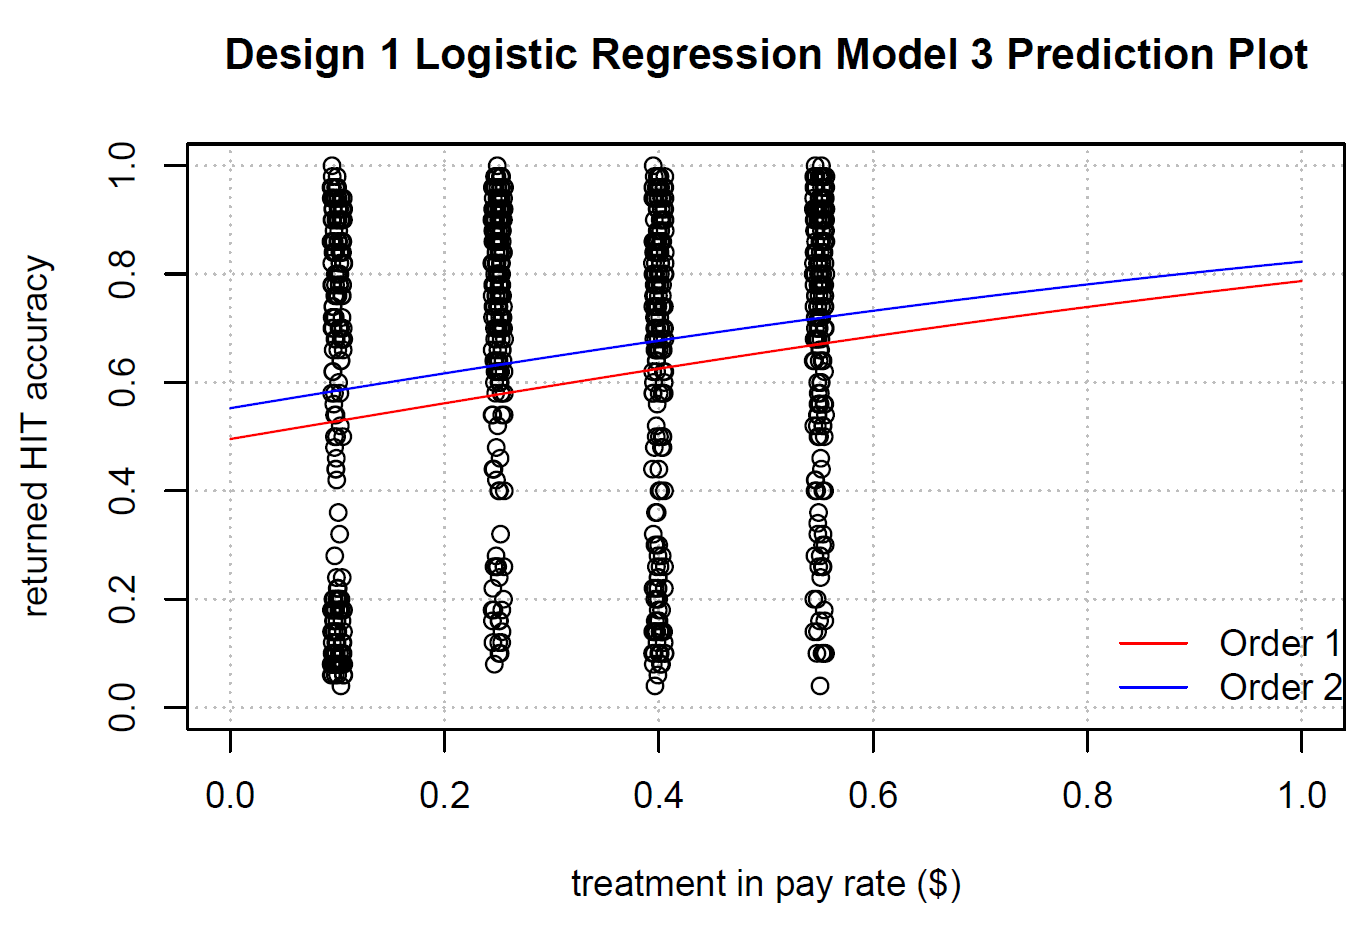 Design 1 Logistic Regression Model 3 Prediction Plot
returned HIT accuracy
1.0
0.8
0.6
0.4
0.2
0.0
Order 1
Order 2
0.0 0.2 0.4 0.6 0.8 1.0
treatment in pay rate ($)